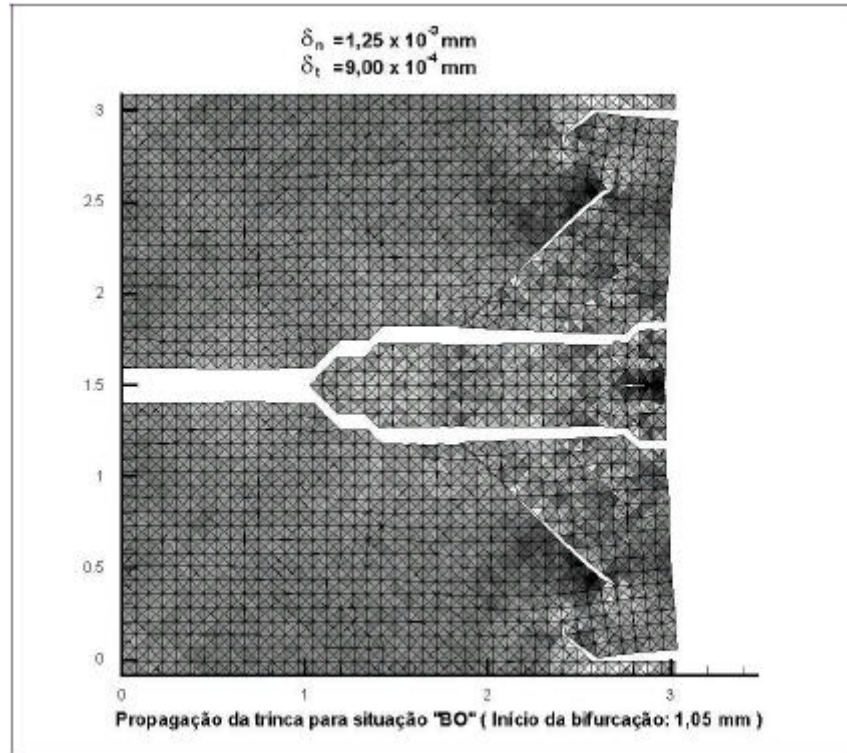 δn =1,25 x 10⁻³ mm
δt =9,00 x 10⁻⁴ mm
3
2.5
2
1.5
1
0.5
0
0 1 2 3
Propagação da trinca para situação "BO" ( Início da bifurcação: 1,05 mm )